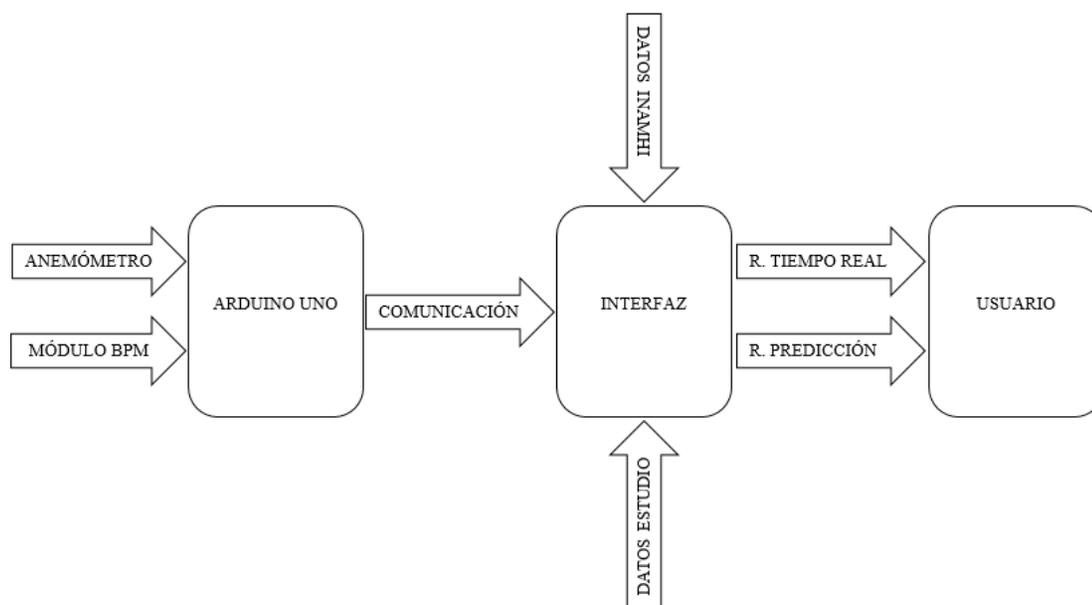 DATOS INAMHI
ANEMÓMETRO
MÓDULO BPM
ARDUINO UNO
COMUNICACIÓN
INTERFAZ
R. TIEMPO REAL
R. PREDICCIÓN
USUARIO
DATOS ESTUDIO